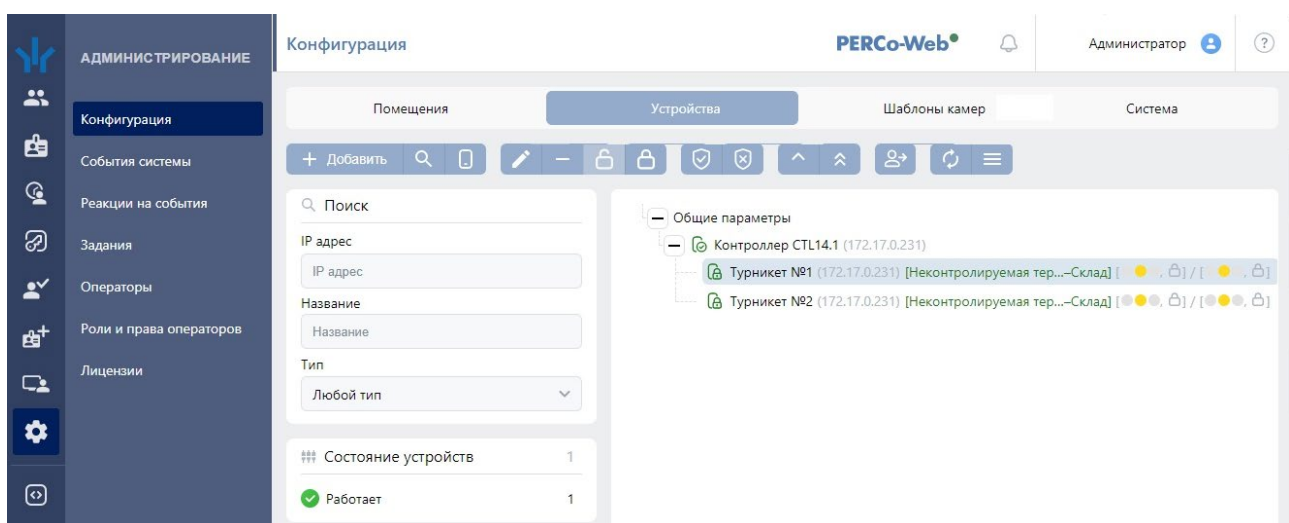 АДМИНИСТРИРОВАНИЕ
Конфигурация
События системы
Реакции на события
Задания
Операторы
Роли и права операторов
Лицензии
Конфигурация
PERCo-Web
Администратор
?
Помещения
Устройства
Шаблоны камер
Система
+ Добавить
Поиск
IP адрес
IP адрес
Название
Название
Тип
Любой тип
Состояние устройств 1
Работает 1
Общие параметры
Контроллер CTL14.1 (172.17.0.231)
Турникет №1 (172.17.0.231) [Неконтролируемая тер...–Склад] [ , ] / [ , ]
Турникет №2 (172.17.0.231) [Неконтролируемая тер...–Склад] [ , ] / [ , ]